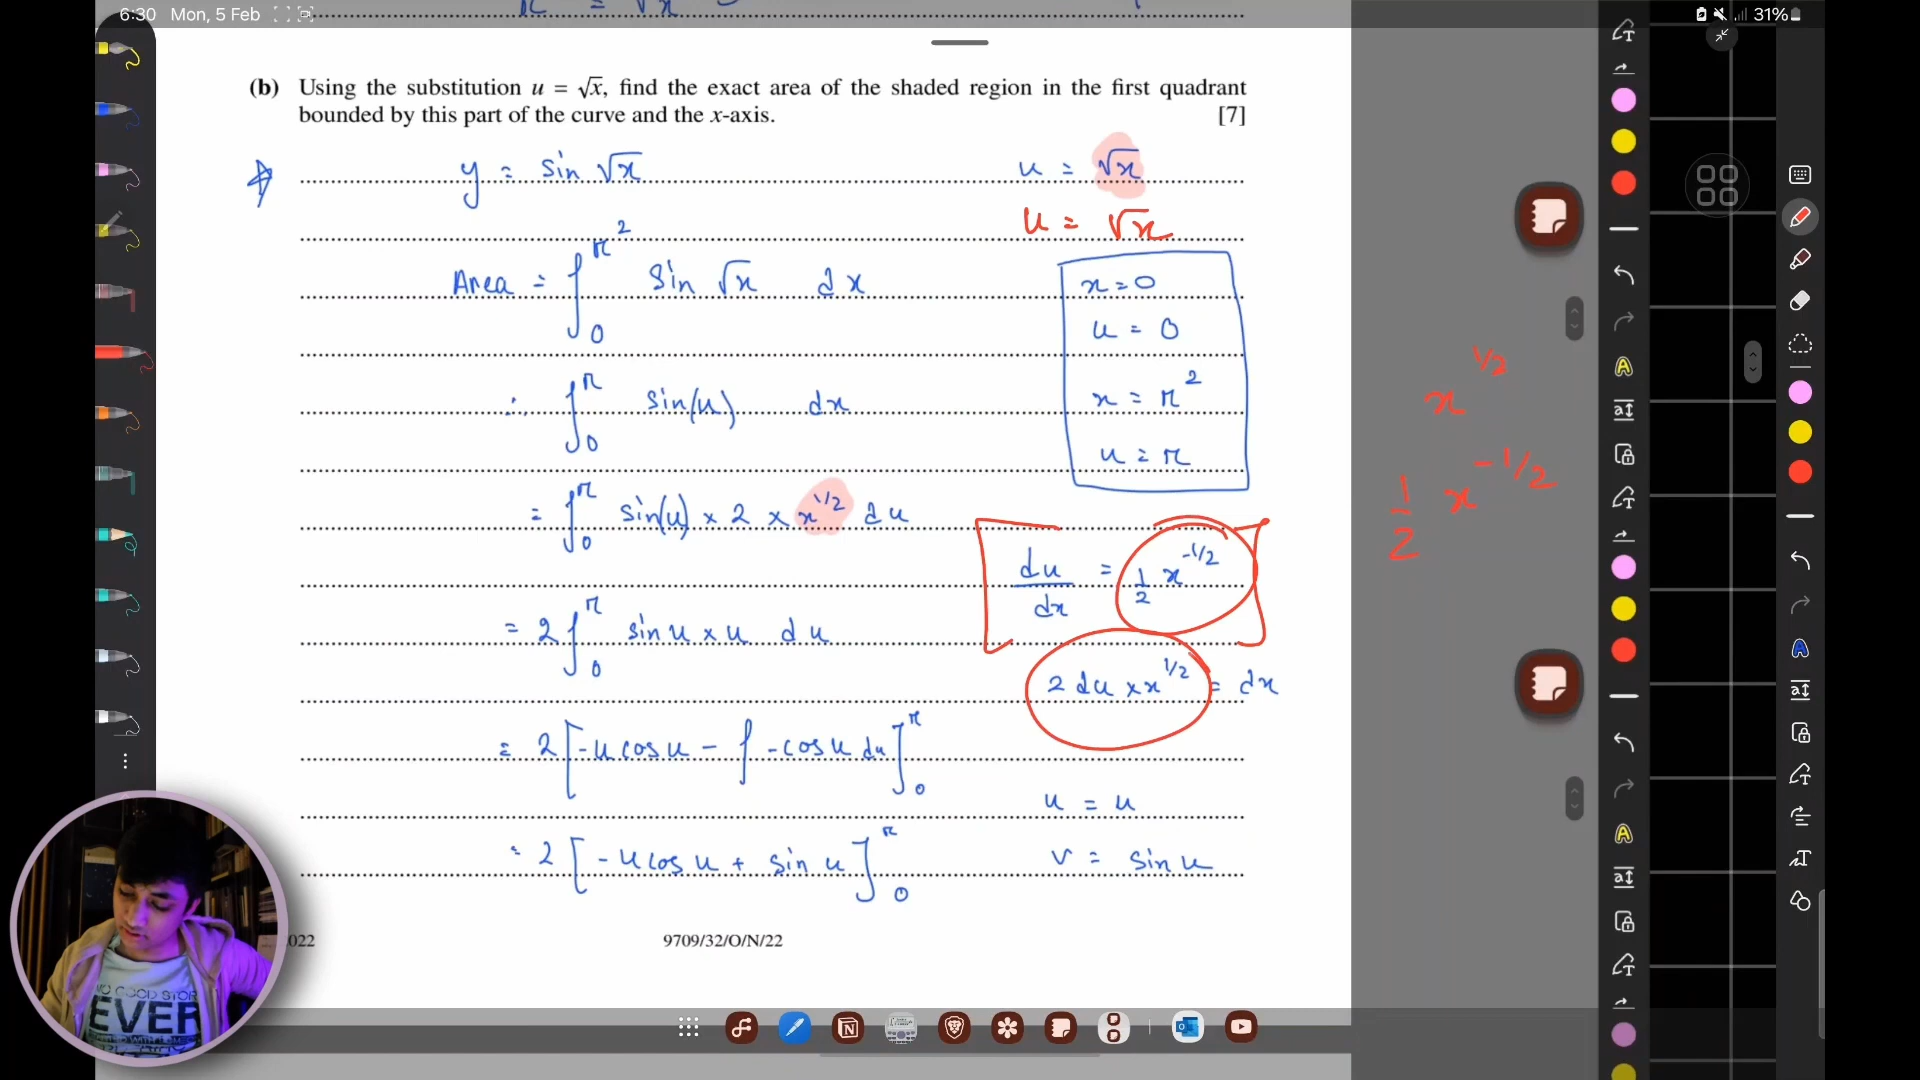 6:30 Mon, 5 Feb
31%
(b) Using the substitution u = √x, find the exact area of the shaded region in the first quadrant
bounded by this part of the curve and the x-axis. [7]
y = sin √x
u = √x
u = √x
Area = ∫₀^π² sin √x dx
x = 0
u = 0
∴ ∫₀^π sin(u) dx
x = π²
u = π
= ∫₀^π sin(u) × 2 × x^1/2 du
du/dx = 1/2 x^-1/2
= 2 ∫₀^π sin u × u du
2 du × x^1/2 = dx
= 2 [-u cos u - ∫ -cos u du]₀^π
u = u
= 2 [-u cos u + sin u]₀^π
v = sin u
x^1/2
1/2 x^-1/2
022
9709/32/O/N/22
NO GOOD STOR
EVER